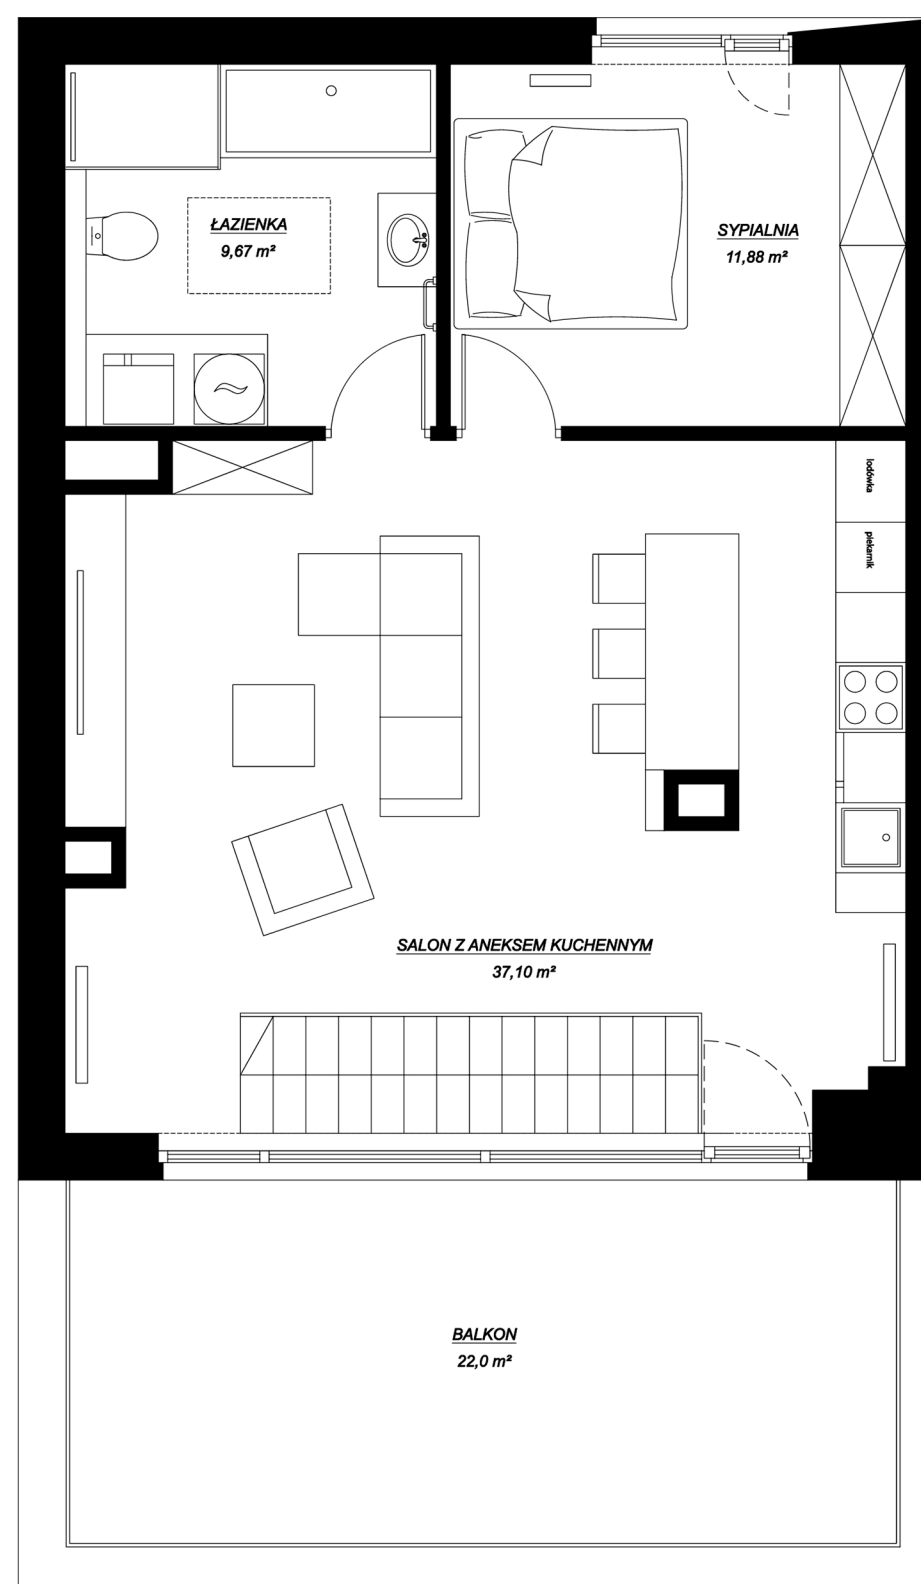 ŁAZIENKA
9,67 m²
SYPIALNIA
11,88 m²
lodówka
piekarnik
SALON Z ANEKSEM KUCHENNYM
37,10 m²
BALKON
22,0 m²